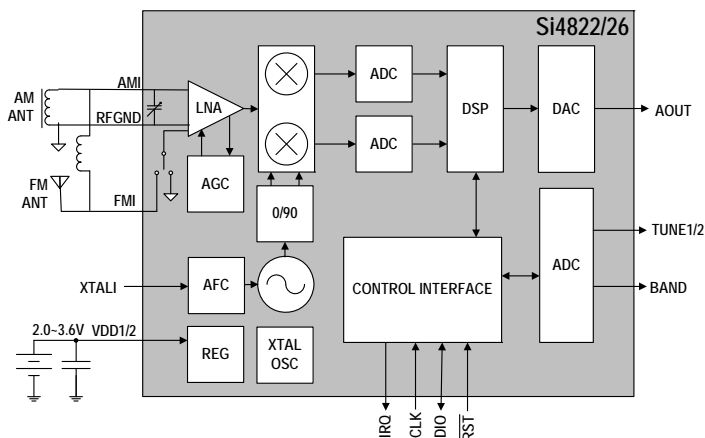 Si4822/26
AMI
AM
ANT
RFGND
LNA
ADC
DSP
DAC
AOUT
ADC
FM
ANT
FMI
AGC
0/90
TUNE1/2
ADC
BAND
CONTROL INTERFACE
XTALI
AFC
2.0~3.6V VDD1/2
REG
XTAL
OSC
IRQ
CLK
DIO
RST